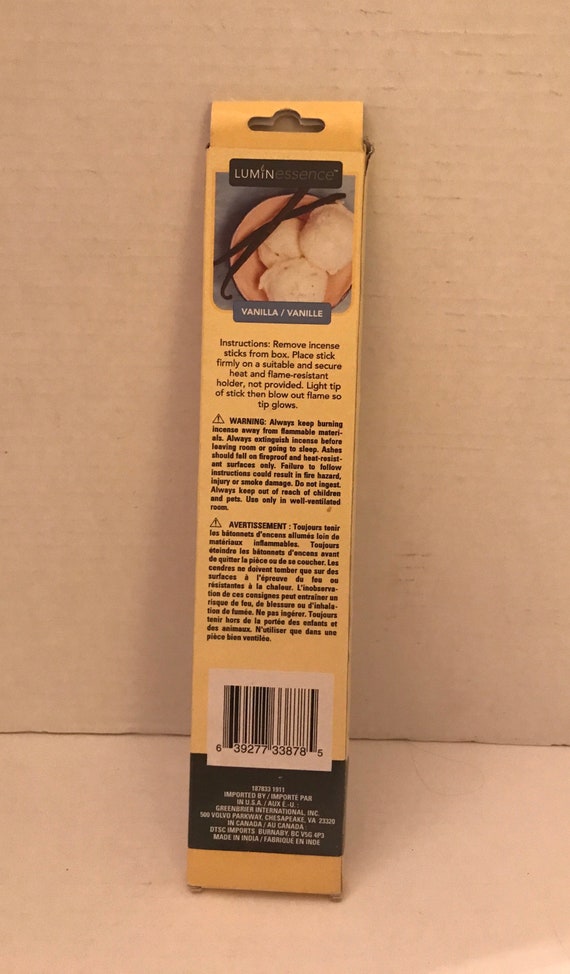 LUMINessence™
VANILLA / VANILLE
Instructions: Remove incense
sticks from box. Place stick
firmly on a suitable and secure
heat and flame-resistant
holder, not provided. Light tip
of stick then blow out flame so
tip glows.
⚠ WARNING: Always keep burning
incense away from flammable materi-
als. Always extinguish incense before
leaving room or going to sleep. Ashes
should fall on fireproof and heat-resist-
ant surfaces only. Failure to follow
instructions could result in fire hazard,
injury or smoke damage. Do not ingest.
Always keep out of reach of children
and pets. Use only in well-ventilated
room.
⚠ AVERTISSEMENT : Toujours tenir
les bâtonnets d'encens allumés loin de
matériaux inflammables. Toujours
éteindre les bâtonnets d'encens avant
de quitter la pièce ou de se coucher. Les
cendres ne doivent tomber que sur des
surfaces à l'épreuve du feu ou
résistantes à la chaleur. L'inobserva-
tion de ces consignes peut entraîner un
risque de feu, de blessure ou d'inhala-
tion de fumée. Ne pas ingérer. Toujours
tenir hors de la portée des enfants et
des animaux. N'utiliser que dans une
pièce bien ventilée.
6 39277 33878 5
187833 1911
IMPORTED BY / IMPORTÉ PAR
IN U.S.A. / AUX É.-U. :
GREENBRIER INTERNATIONAL, INC.
500 VOLVO PARKWAY, CHESAPEAKE, VA 23320
IN CANADA / AU CANADA
DTSC IMPORTS BURNABY, BC V5G 4P3
MADE IN INDIA / FABRIQUÉ EN INDE